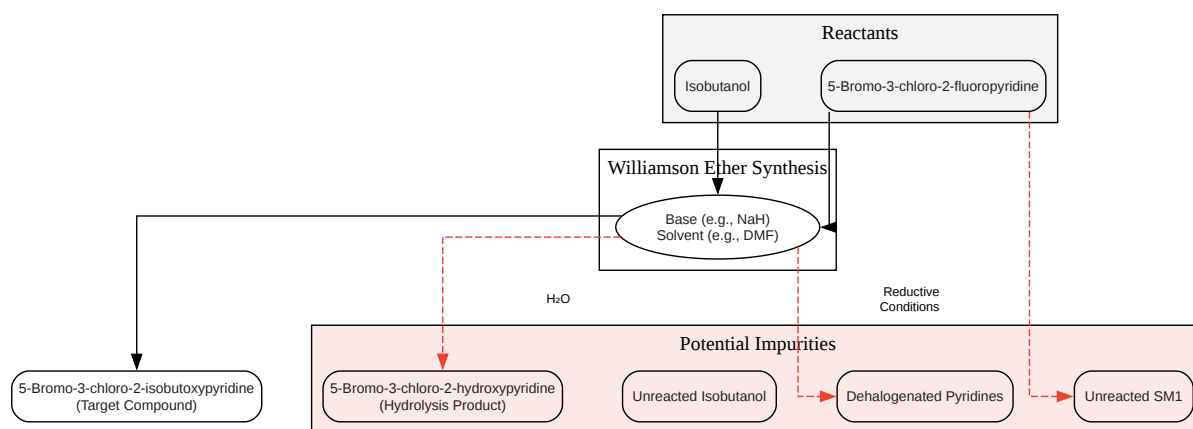 Reactants
Isobutanol
5-Bromo-3-chloro-2-fluoropyridine
Williamson Ether Synthesis
Base (e.g., NaH)
Solvent (e.g., DMF)
H₂O
Reductive
Conditions
Potential Impurities
5-Bromo-3-chloro-2-isobutoxypyridine
(Target Compound)
5-Bromo-3-chloro-2-hydroxypyridine
(Hydrolysis Product)
Unreacted Isobutanol
Dehalogenated Pyridines
Unreacted SM1